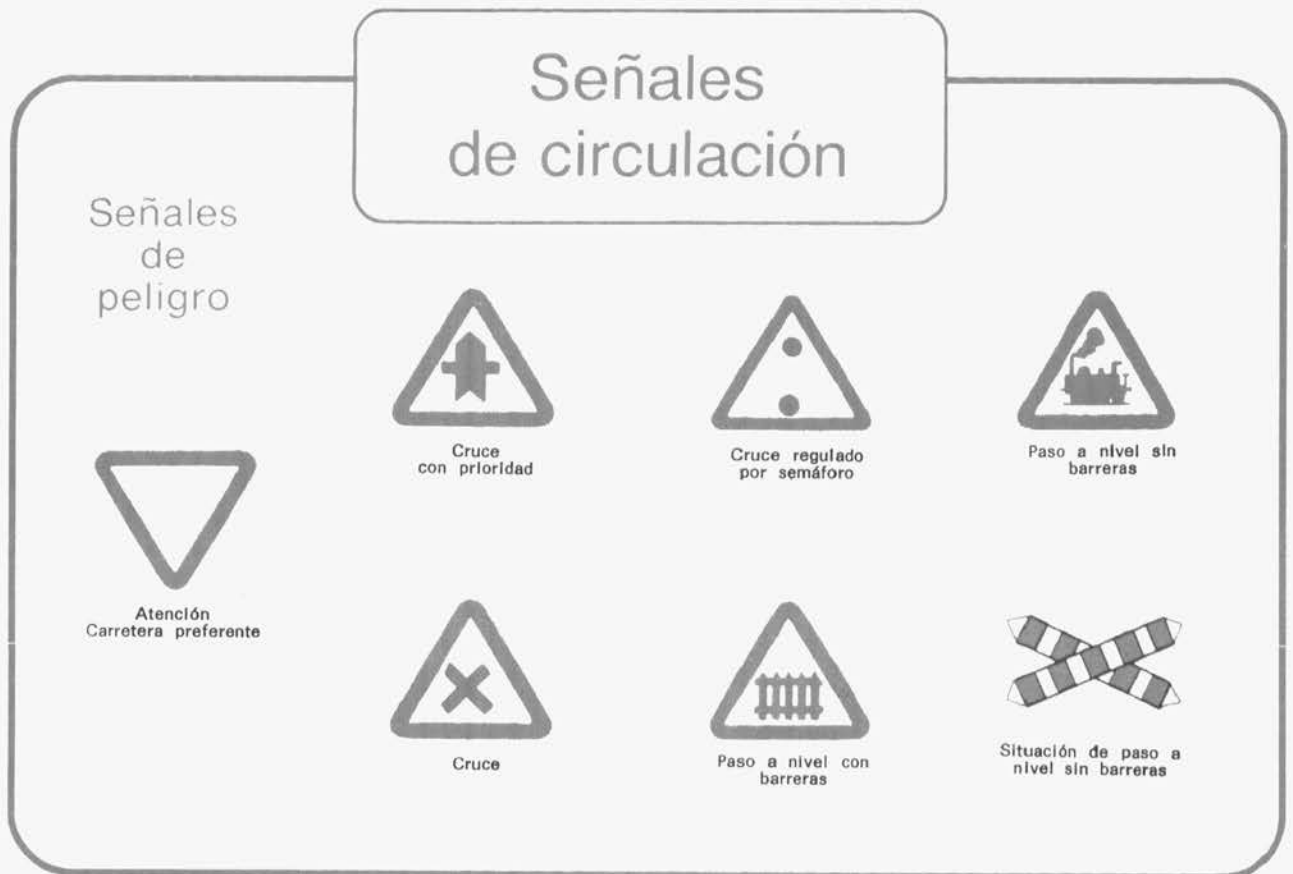 Señales
de circulación
Señales
de
peligro
Cruce
con prioridad
Cruce regulado
por semáforo
Paso a nivel sin
barreras
Atención
Carretera preferente
Cruce
Paso a nivel con
barreras
Situación de paso a
nivel sin barreras